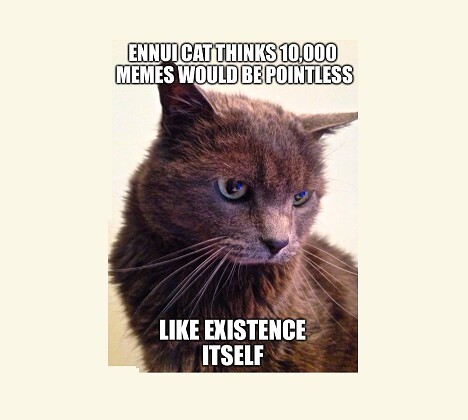 ENNUI CAT THINKS 10,000
MEMES WOULD BE POINTLESS
LIKE EXISTENCE
ITSELF